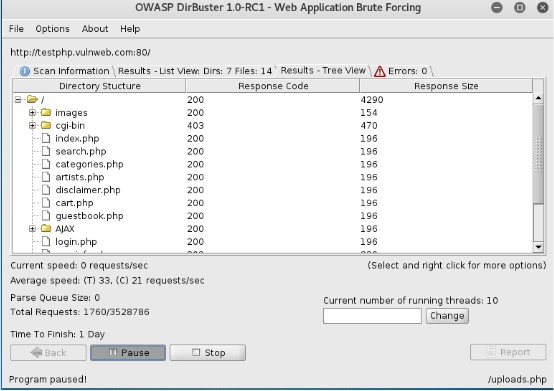 OWASP DirBuster 1.0-RC1 - Web Application Brute Forcing
File Options About Help
http://testphp.vulnweb.com:80/
Scan Information Results - List View: Dirs: 7 Files: 14 Results - Tree View Errors: 0
Directory Stucture Response Code Response Size
/ 200 4290
images 200 154
cgi-bin 403 470
index.php 200 196
search.php 200 196
categories.php 200 196
artists.php 200 196
disclaimer.php 200 196
cart.php 200 196
guestbook.php 200 196
AJAX 200 196
login.php 200 196
Current speed: 0 requests/sec (Select and right click for more options)
Average speed: (T) 33, (C) 21 requests/sec
Parse Queue Size: 0
Total Requests: 1760/3528786
Current number of running threads: 10
Change
Time To Finish: 1 Day
Back Pause Stop Report
Program paused! /uploads.php